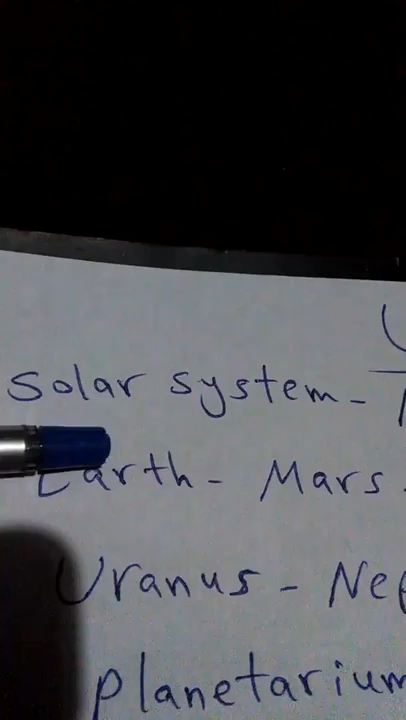 Solar system -
Earth - Mars
Uranus -
planetarium